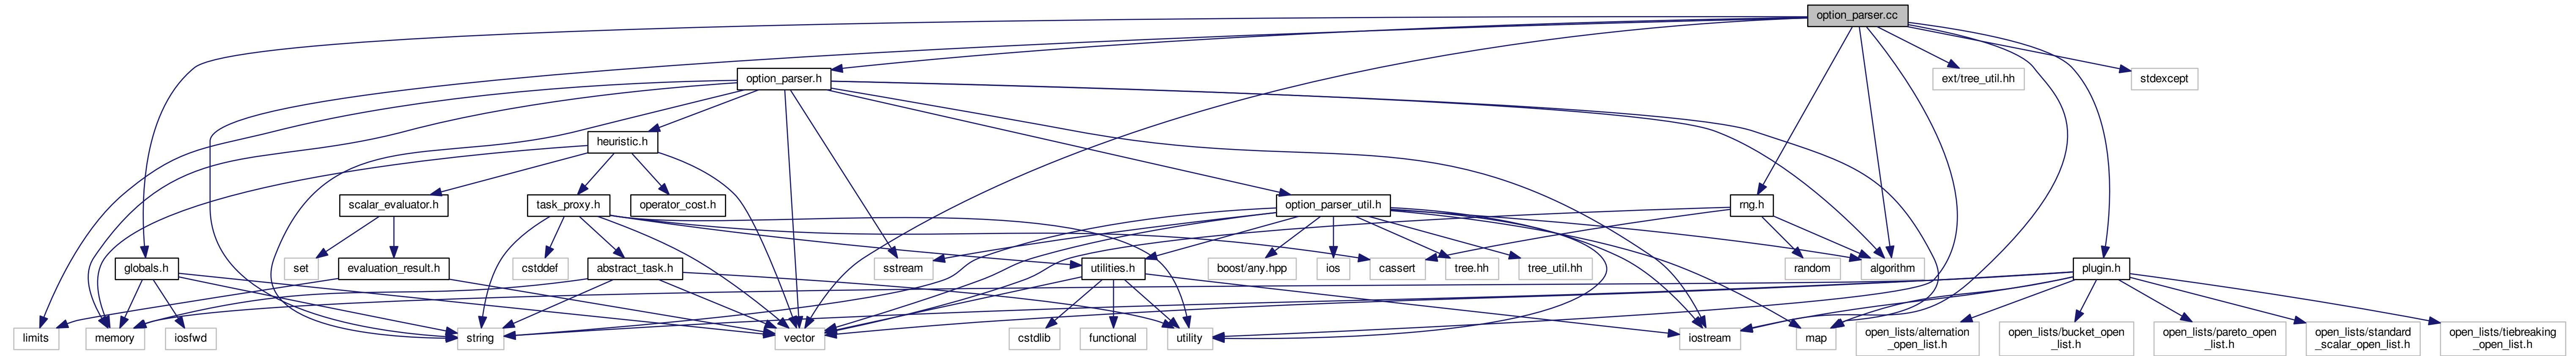 option_parser.cc
option_parser.h
ext/tree_util.hh
stdexcept
heuristic.h
scalar_evaluator.h
task_proxy.h
operator_cost.h
option_parser_util.h
rng.h
globals.h
set
evaluation_result.h
cstddef
abstract_task.h
sstream
utilities.h
boost/any.hpp
ios
cassert
tree.hh
tree_util.hh
random
algorithm
plugin.h
limits
memory
iosfwd
string
vector
cstdlib
functional
utility
iostream
map
open_lists/alternation
_open_list.h
open_lists/bucket_open
_list.h
open_lists/pareto_open
_list.h
open_lists/standard
_scalar_open_list.h
open_lists/tiebreaking
_open_list.h